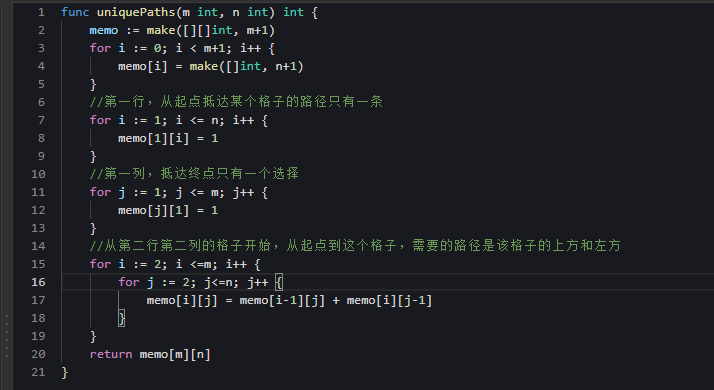 1 func uniquePaths(m int, n int) int {
2     memo := make([][]int, m+1)
3     for i := 0; i < m+1; i++ {
4         memo[i] = make([]int, n+1)
5     }
6     //第一行，从起点抵达某个格子的路径只有一条
7     for i := 1; i <= n; i++ {
8         memo[1][i] = 1
9     }
10     //第一列，抵达终点只有一个选择
11     for j := 1; j <= m; j++ {
12         memo[j][1] = 1
13     }
14     //从第二行第二列的格子开始，从起点到这个格子，需要的路径是该格子的上方和左方
15     for i := 2; i <=m; i++ {
16         for j := 2; j<=n; j++ {
17             memo[i][j] = memo[i-1][j] + memo[i][j-1]
18         }
19     }
20     return memo[m][n]
21 }